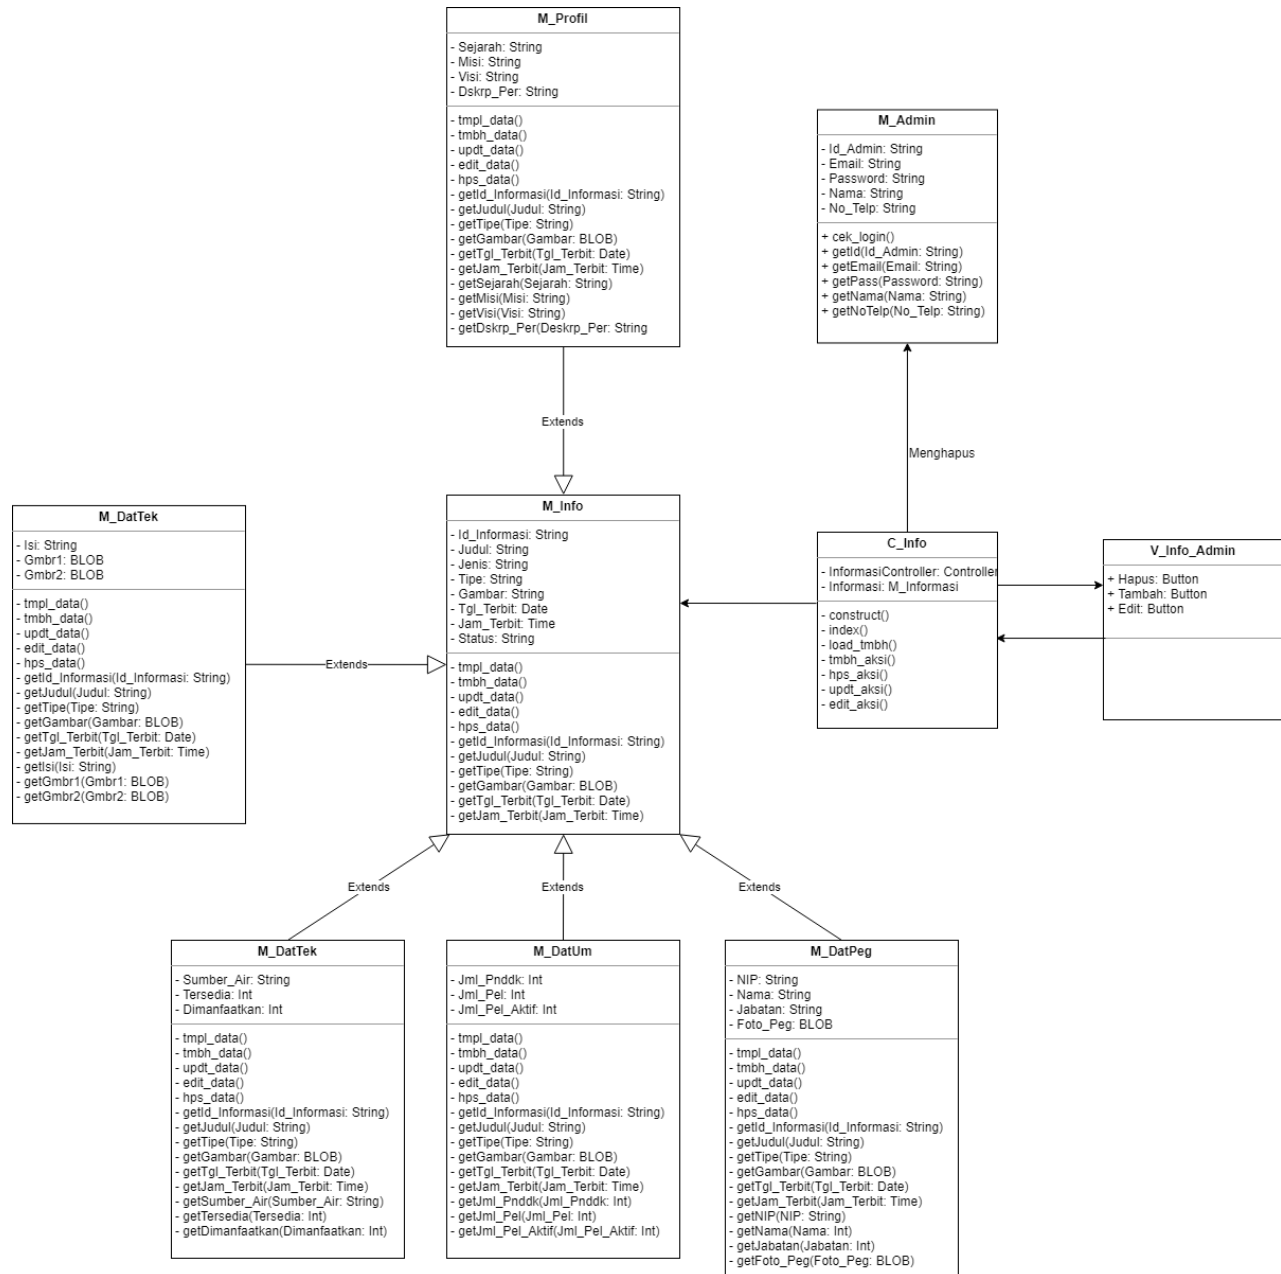 M_Profil
- Sejarah: String
- Misi: String
- Visi: String
- Dskrp_Per: String
- tmpl_data()
- tmbh_data()
- updt_data()
- edit_data()
- hps_data()
- getId_Informasi(Id_Informasi: String)
- getJudul(Judul: String)
- getTipe(Tipe: String)
- getGambar(Gambar: BLOB)
- getTgl_Terbit(Tgl_Terbit: Date)
- getJam_Terbit(Jam_Terbit: Time)
- getSejarah(Sejarah: String)
- getMisi(Misi: String)
- getVisi(Visi: String)
- getDskrp_Per(Deskrp_Per: String
M_Admin
- Id_Admin: String
- Email: String
- Password: String
- Nama: String
- No_Telp: String
+ cek_login()
+ getId(Id_Admin: String)
+ getEmail(Email: String)
+ getPass(Password: String)
+ getNama(Nama: String)
+ getNoTelp(No_Telp: String)
Extends
Menghapus
M_DatTek
- Isi: String
- Gmbr1: BLOB
- Gmbr2: BLOB
- tmpl_data()
- tmbh_data()
- updt_data()
- edit_data()
- hps_data()
- getId_Informasi(Id_Informasi: String)
- getJudul(Judul: String)
- getTipe(Tipe: String)
- getGambar(Gambar: BLOB)
- getTgl_Terbit(Tgl_Terbit: Date)
- getJam_Terbit(Jam_Terbit: Time)
- getIsi(Isi: String)
- getGmbr1(Gmbr1: BLOB)
- getGmbr2(Gmbr2: BLOB)
Extends
M_Info
- Id_Informasi: String
- Judul: String
- Jenis: String
- Tipe: String
- Gambar: String
- Tgl_Terbit: Date
- Jam_Terbit: Time
- Status: String
- tmpl_data()
- tmbh_data()
- updt_data()
- edit_data()
- hps_data()
- getId_Informasi(Id_Informasi: String)
- getJudul(Judul: String)
- getTipe(Tipe: String)
- getGambar(Gambar: BLOB)
- getTgl_Terbit(Tgl_Terbit: Date)
- getJam_Terbit(Jam_Terbit: Time)
C_Info
- InformasiController: Controller
- Informasi: M_Informasi
- construct()
- index()
- load_tmbh()
- tmbh_aksi()
- hps_aksi()
- updt_aksi()
- edit_aksi()
V_Info_Admin
+ Hapus: Button
+ Tambah: Button
+ Edit: Button
Extends
Extends
Extends
M_DatTek
- Sumber_Air: String
- Tersedia: Int
- Dimanfaatkan: Int
- tmpl_data()
- tmbh_data()
- updt_data()
- edit_data()
- hps_data()
- getId_Informasi(Id_Informasi: String)
- getJudul(Judul: String)
- getTipe(Tipe: String)
- getGambar(Gambar: BLOB)
- getTgl_Terbit(Tgl_Terbit: Date)
- getJam_Terbit(Jam_Terbit: Time)
- getSumber_Air(Sumber_Air: String)
- getTersedia(Tersedia: Int)
- getDimanfaatkan(Dimanfaatkan: Int)
M_DatUm
- Jml_Pnddk: Int
- Jml_Pel: Int
- Jml_Pel_Aktif: Int
- tmpl_data()
- tmbh_data()
- updt_data()
- edit_data()
- hps_data()
- getId_Informasi(Id_Informasi: String)
- getJudul(Judul: String)
- getTipe(Tipe: String)
- getGambar(Gambar: BLOB)
- getTgl_Terbit(Tgl_Terbit: Date)
- getJam_Terbit(Jam_Terbit: Time)
- getJml_Pnddk(Jml_Pnddk: Int)
- getJml_Pel(Jml_Pel: Int)
- getJml_Pel_Aktif(Jml_Pel_Aktif: Int)
M_DatPeg
- NIP: String
- Nama: String
- Jabatan: String
- Foto_Peg: BLOB
- tmpl_data()
- tmbh_data()
- updt_data()
- edit_data()
- hps_data()
- getId_Informasi(Id_Informasi: String)
- getJudul(Judul: String)
- getTipe(Tipe: String)
- getGambar(Gambar: BLOB)
- getTgl_Terbit(Tgl_Terbit: Date)
- getJam_Terbit(Jam_Terbit: Time)
- getNIP(NIP: String)
- getNama(Nama: Int)
- getJabatan(Jabatan: Int)
- getFoto_Peg(Foto_Peg: BLOB)